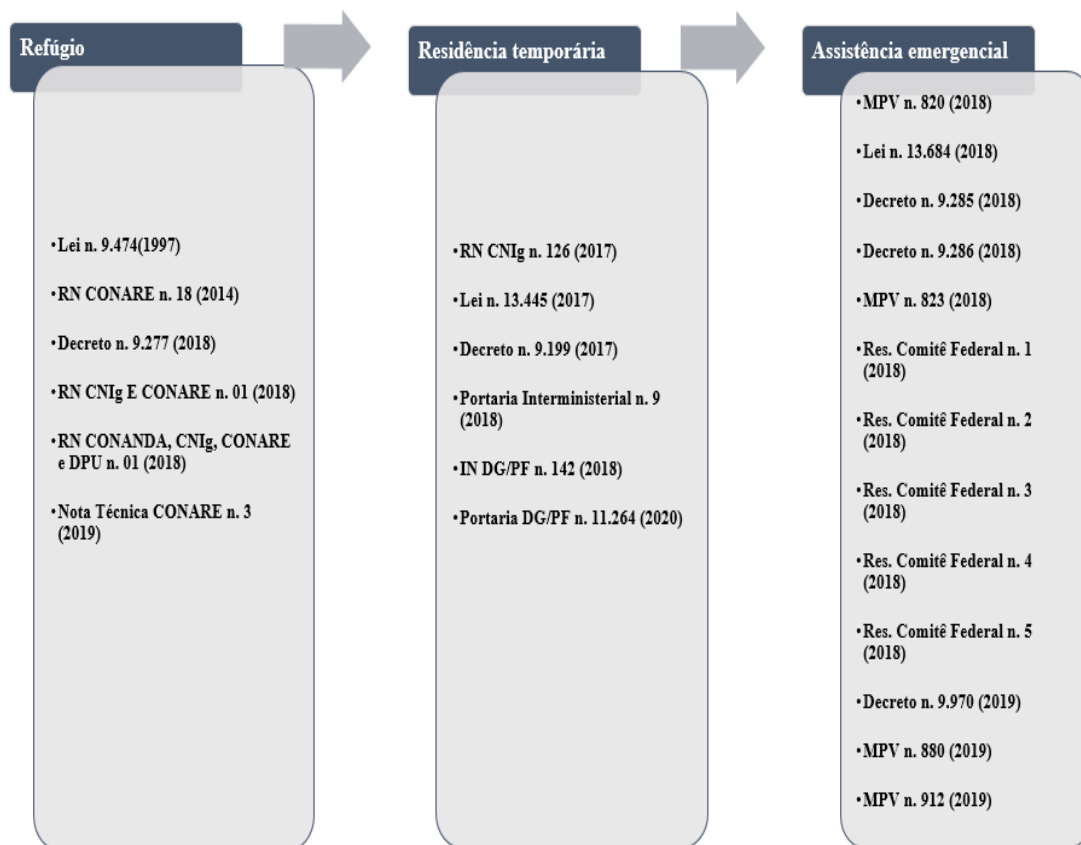 Refúgio
•Lei n. 9.474(1997)
•RN CONARE n. 18 (2014)
•Decreto n. 9.277 (2018)
•RN CNIg E CONARE n. 01 (2018)
•RN CONANDA, CNIg, CONARE
e DPU n. 01 (2018)
•Nota Técnica CONARE n. 3
(2019)
Residência temporária
•RN CNIg n. 126 (2017)
•Lei n. 13.445 (2017)
•Decreto n. 9.199 (2017)
•Portaria Interministerial n. 9
(2018)
•IN DG/PF n. 142 (2018)
•Portaria DG/PF n. 11.264 (2020)
Assistência emergencial
•MPV n. 820 (2018)
•Lei n. 13.684 (2018)
•Decreto n. 9.285 (2018)
•Decreto n. 9.286 (2018)
•MPV n. 823 (2018)
•Res. Comitê Federal n. 1
(2018)
•Res. Comitê Federal n. 2
(2018)
•Res. Comitê Federal n. 3
(2018)
•Res. Comitê Federal n. 4
(2018)
•Res. Comitê Federal n. 5
(2018)
•Decreto n. 9.970 (2019)
•MPV n. 880 (2019)
•MPV n. 912 (2019)